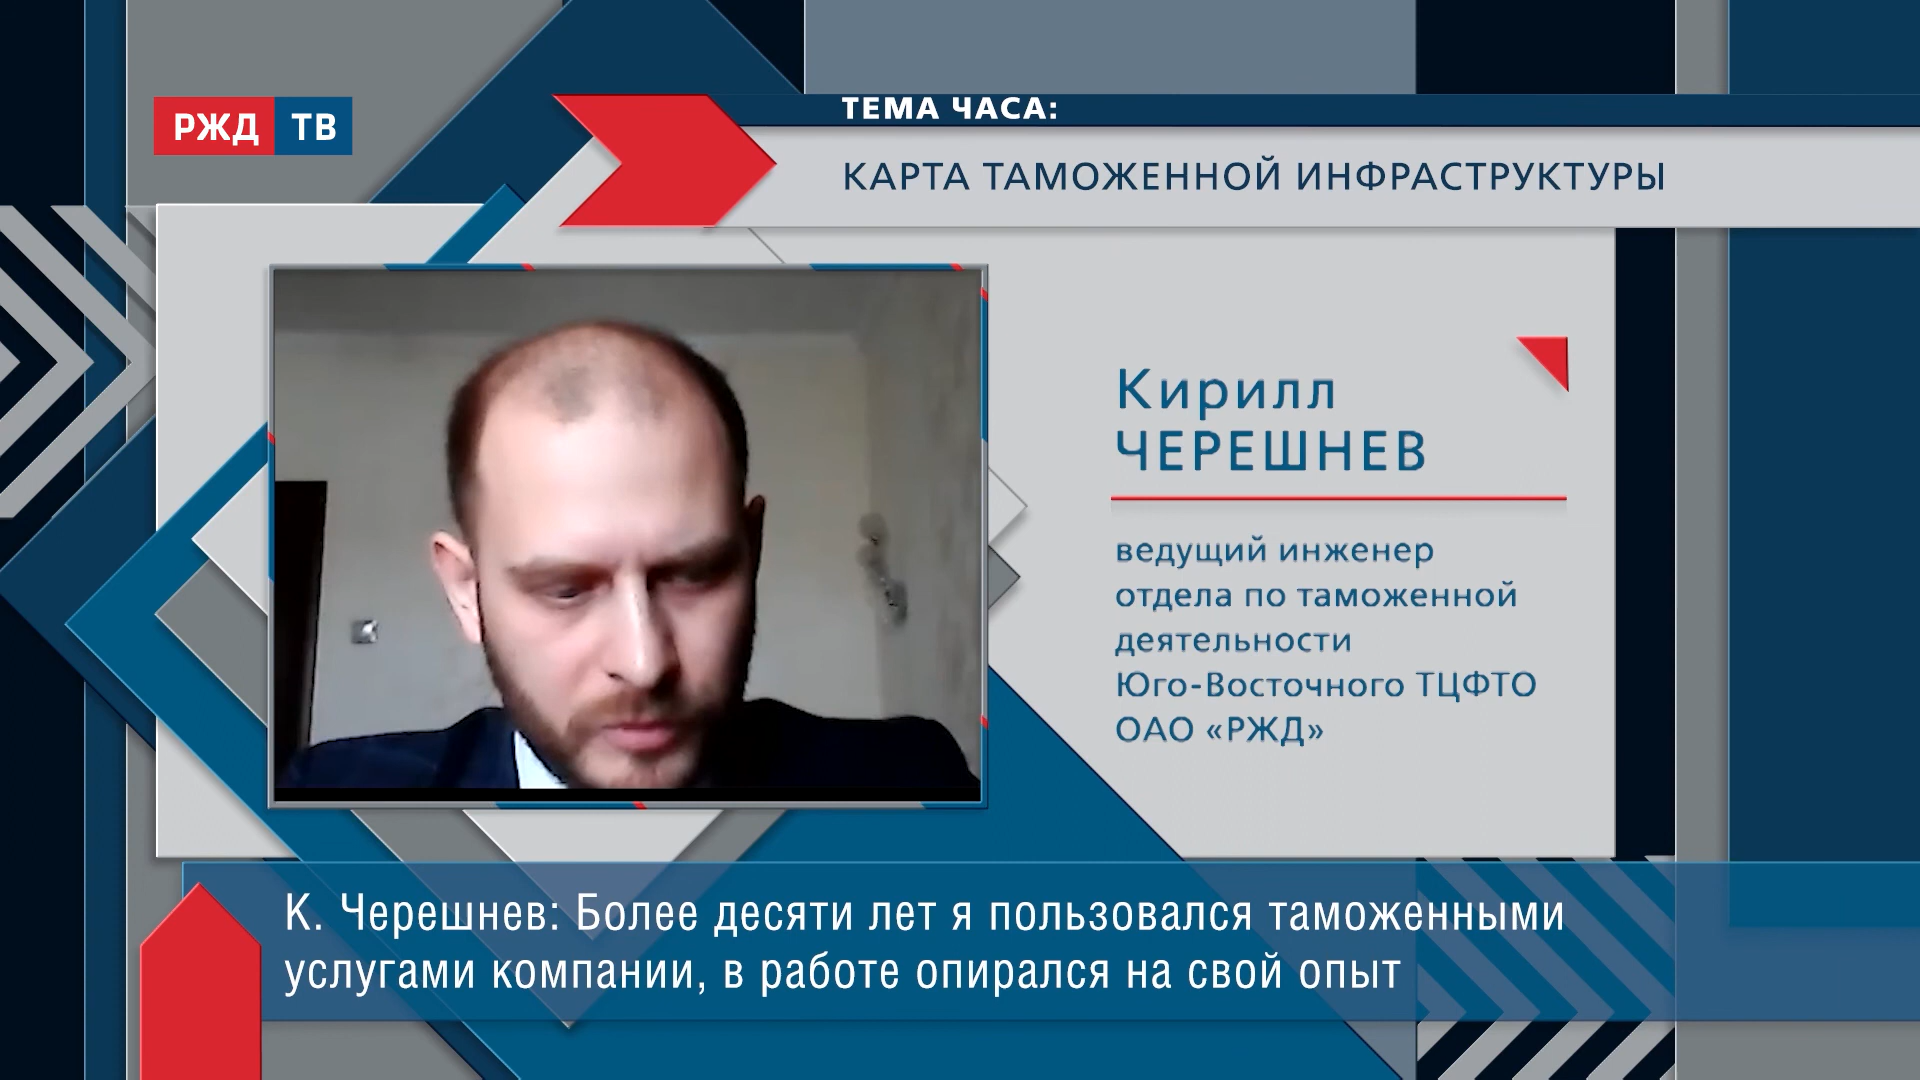 РЖД ТВ
ТЕМА ЧАСА:
КАРТА ТАМОЖЕННОЙ ИНФРАСТРУКТУРЫ
Кирилл
ЧЕРЕШНЕВ
ведущий инженер
отдела по таможенной
деятельности
Юго-Восточного ТЦФТО
ОАО «РЖД»
К. Черешнев: Более десяти лет я пользовался таможенными
услугами компании, в работе опирался на свой опыт